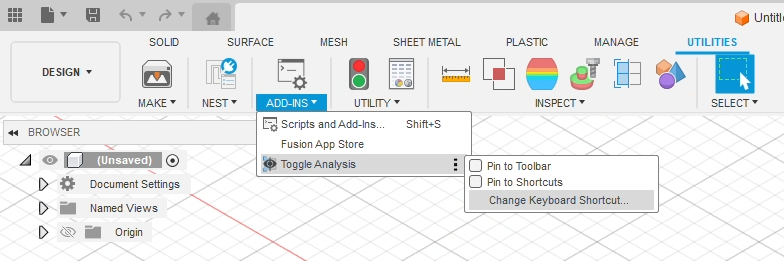 Untitl
SOLID SURFACE MESH SHEET METAL PLASTIC MANAGE UTILITIES
DESIGN
MAKE NEST ADD-INS UTILITY INSPECT SELECT
Scripts and Add-Ins... Shift+S
Fusion App Store
Toggle Analysis
Pin to Toolbar
Pin to Shortcuts
Change Keyboard Shortcut...
BROWSER
(Unsaved)
Document Settings
Named Views
Origin